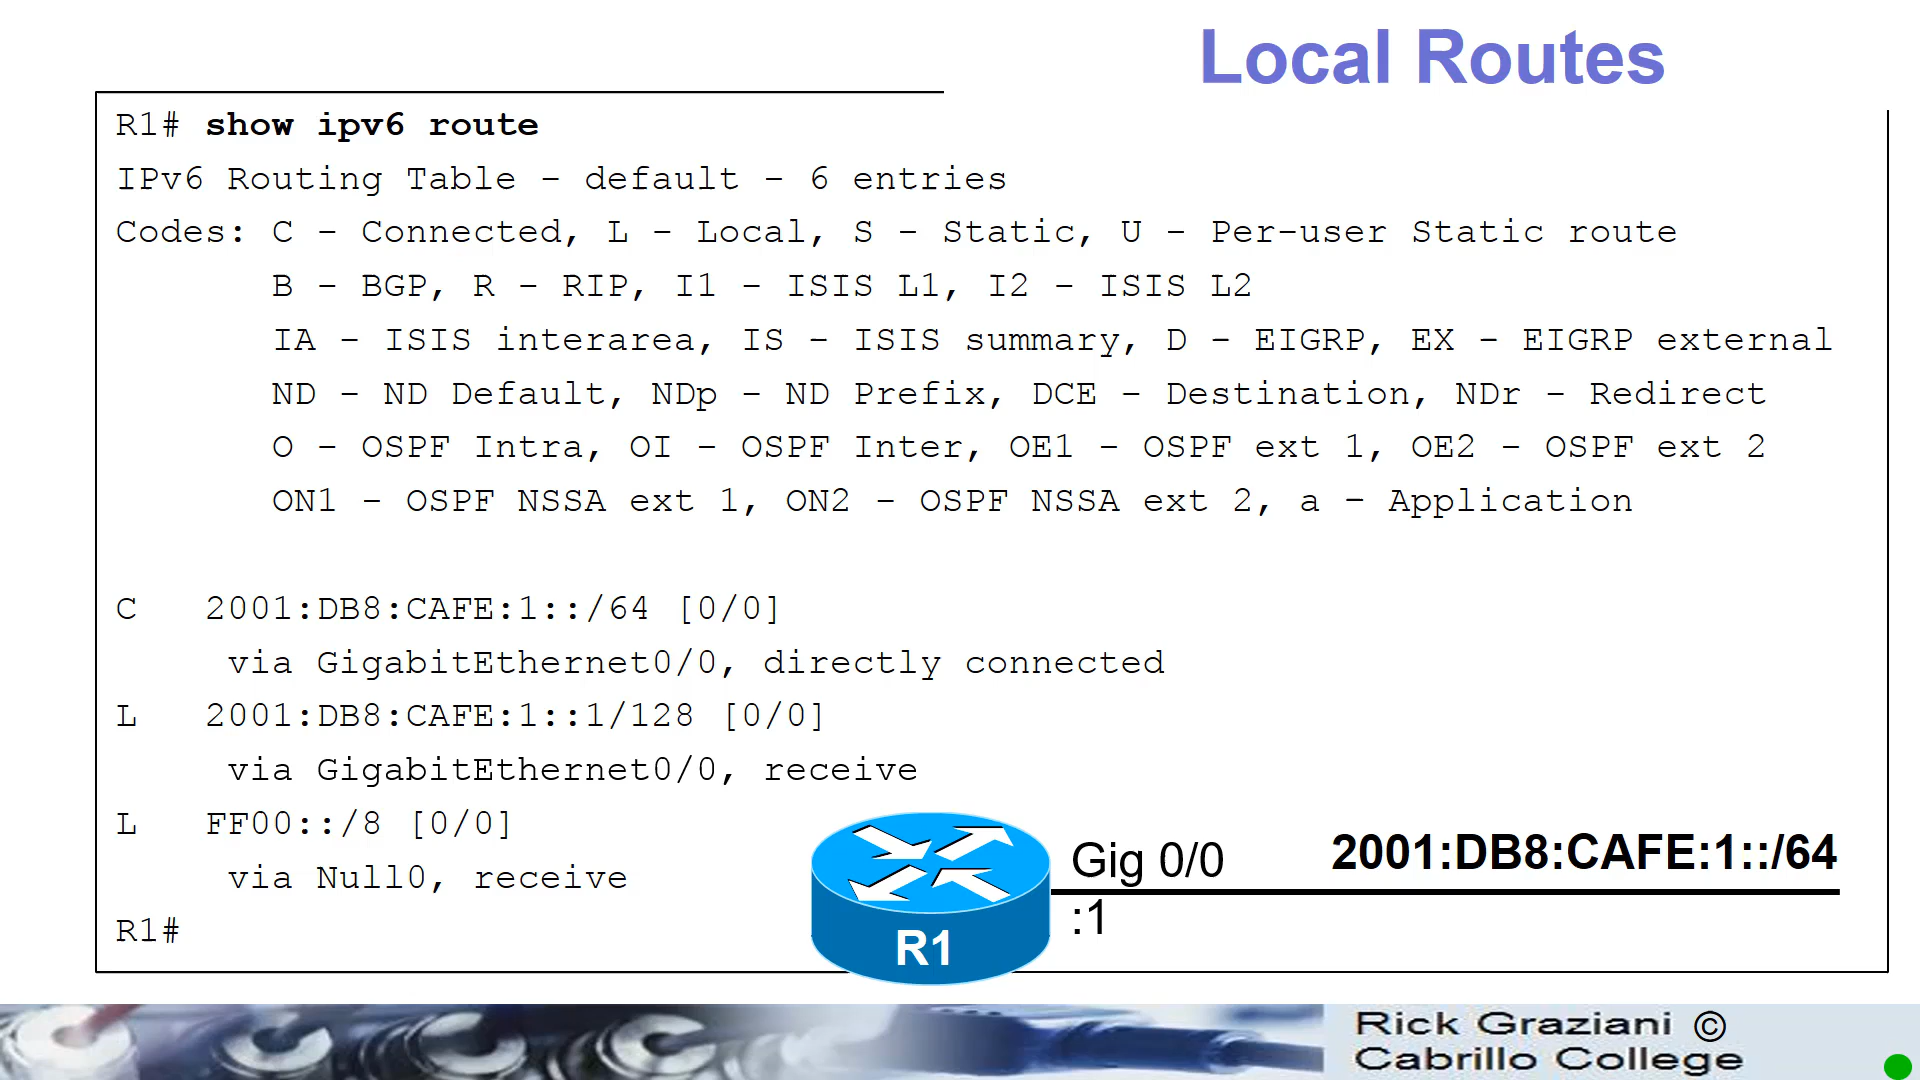 Local Routes
R1# show ipv6 route
IPv6 Routing Table - default - 6 entries
Codes: C - Connected, L - Local, S - Static, U - Per-user Static route
B - BGP, R - RIP, I1 - ISIS L1, I2 - ISIS L2
IA - ISIS interarea, IS - ISIS summary, D - EIGRP, EX - EIGRP external
ND - ND Default, NDp - ND Prefix, DCE - Destination, NDr - Redirect
O - OSPF Intra, OI - OSPF Inter, OE1 - OSPF ext 1, OE2 - OSPF ext 2
ON1 - OSPF NSSA ext 1, ON2 - OSPF NSSA ext 2, a - Application
C 2001:DB8:CAFE:1::/64 [0/0]
via GigabitEthernet0/0, directly connected
L 2001:DB8:CAFE:1::1/128 [0/0]
via GigabitEthernet0/0, receive
L FF00::/8 [0/0]
via Null0, receive
R1#
R1
Gig 0/0
:1
2001:DB8:CAFE:1::/64
Rick Graziani ©
Cabrillo College